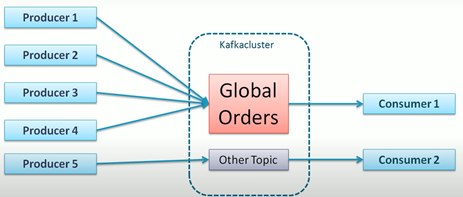 Producer 1
Producer 2
Producer 3
Producer 4
Producer 5
Kafkacluster
Global
Orders
Other Topic
Consumer 1
Consumer 2